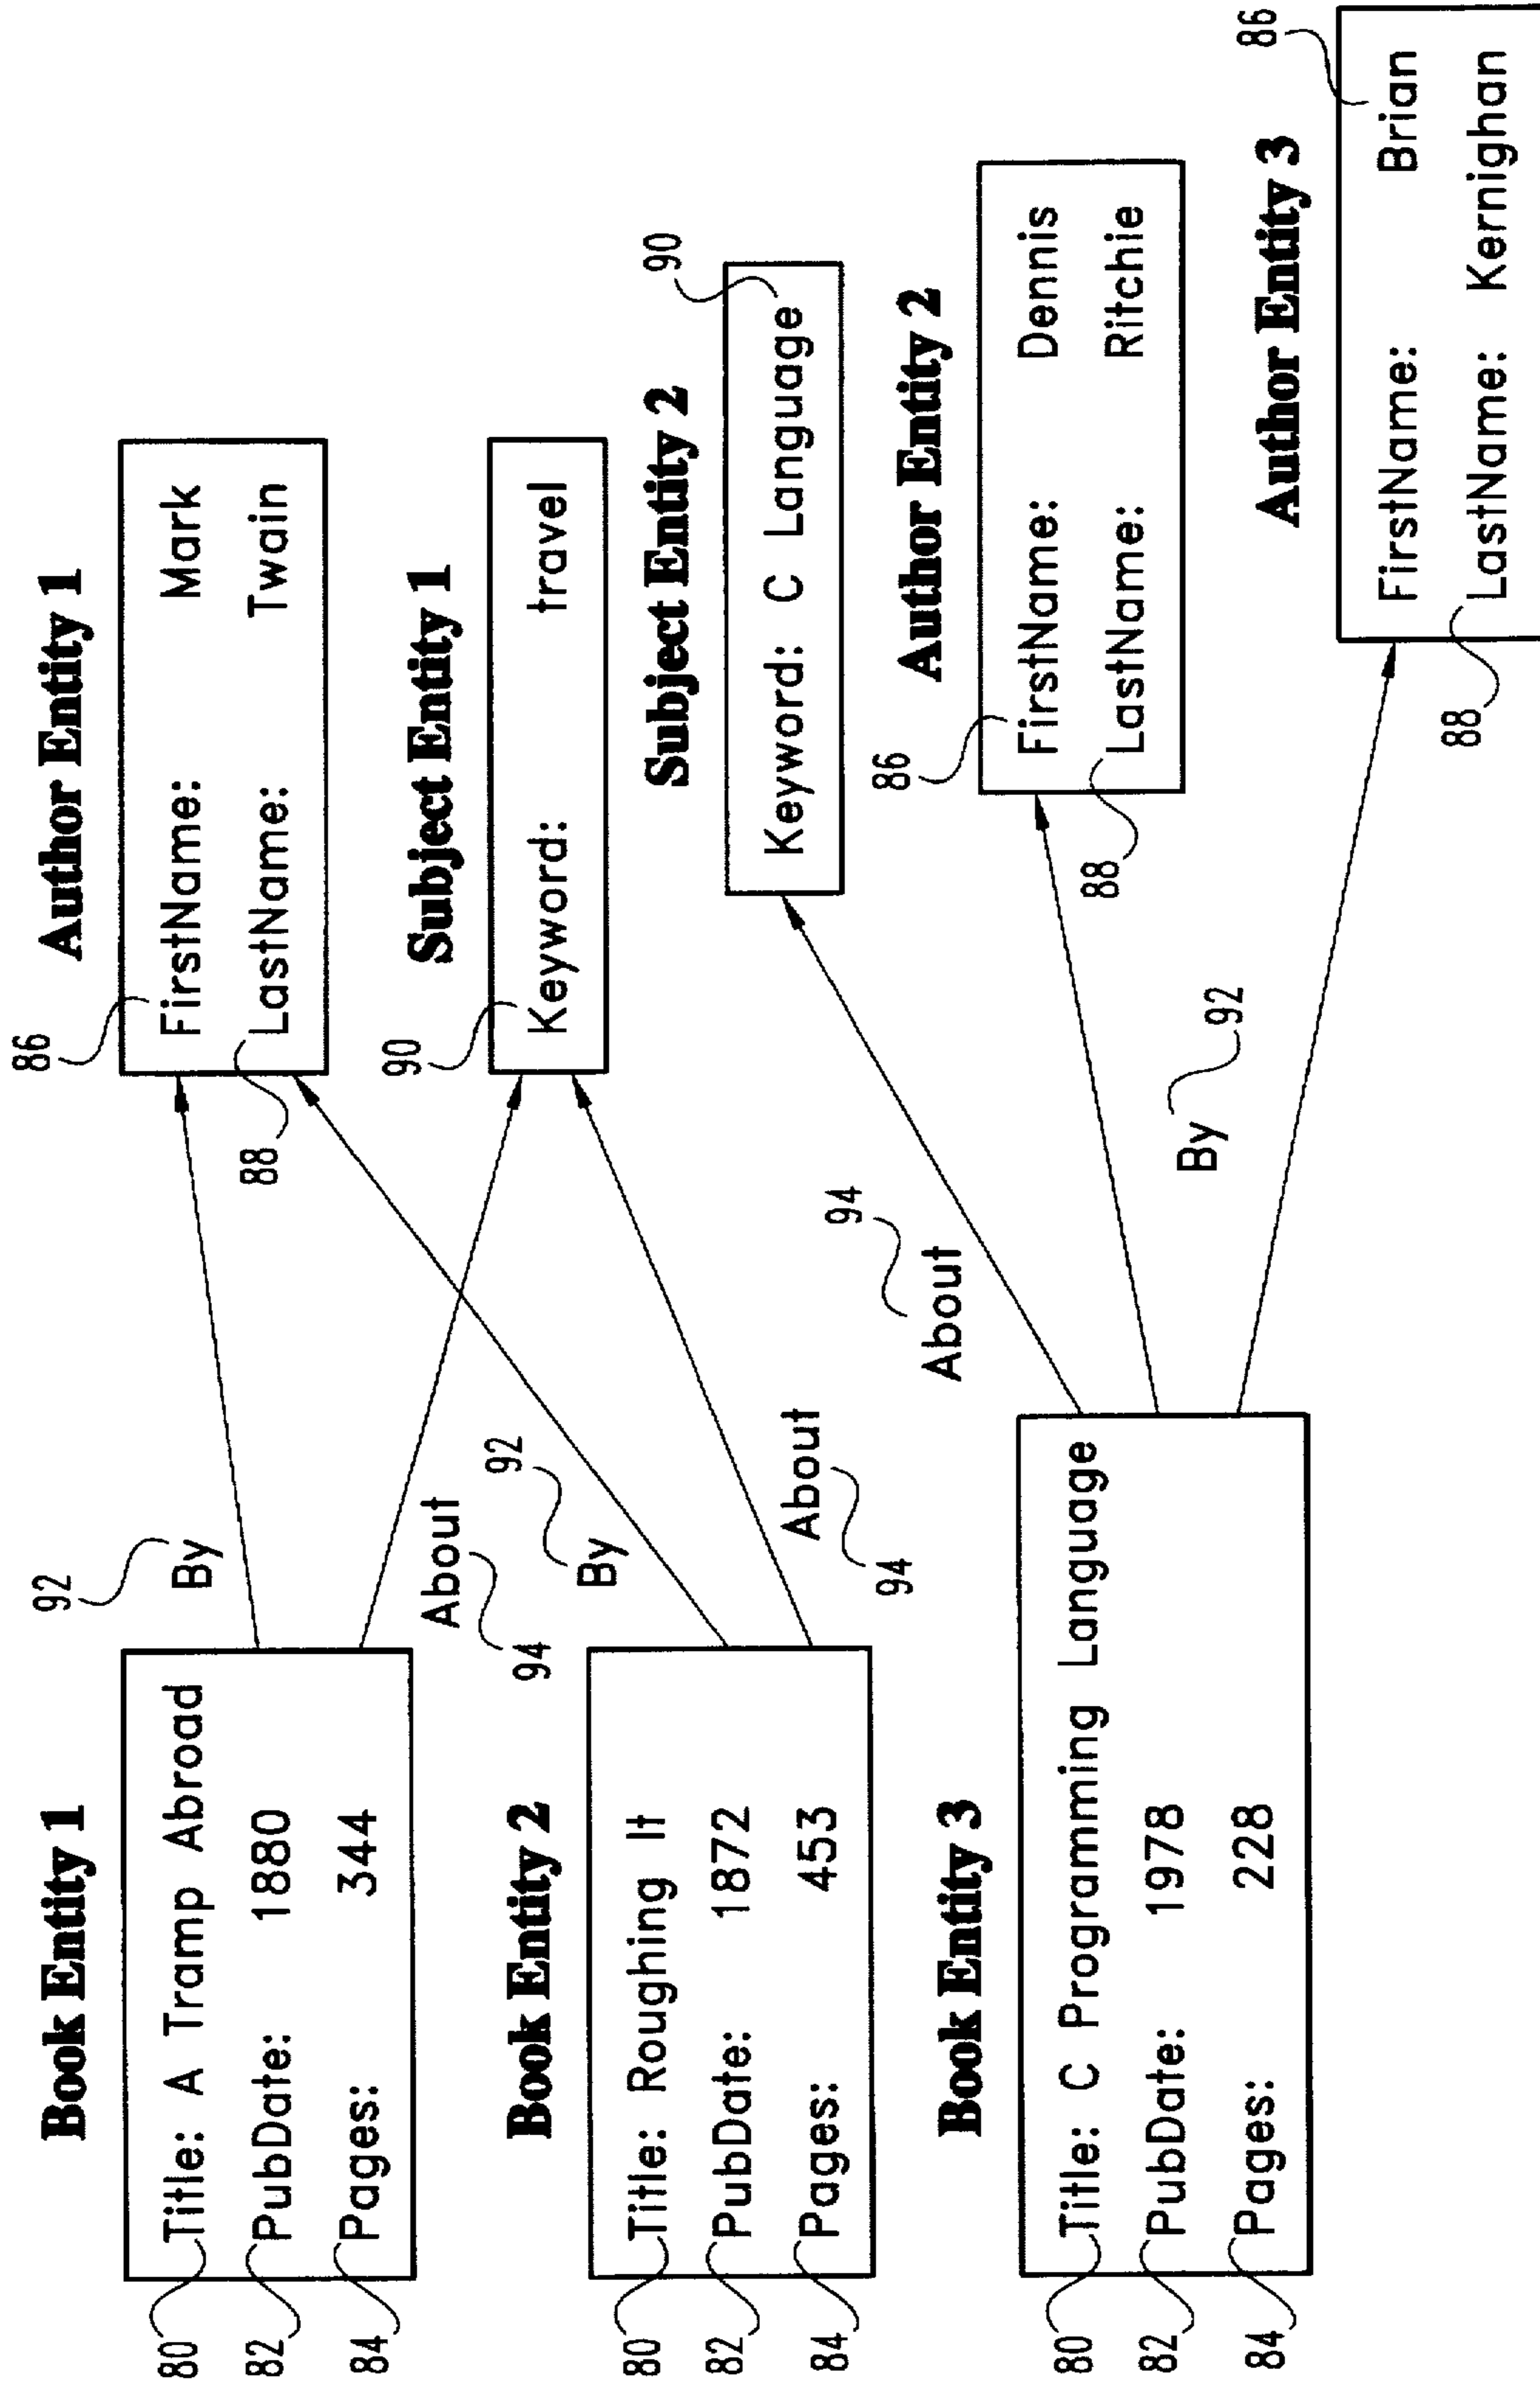 Book Entity 1
80
Title: A Tramp Abroad
82
PubDate: 1880
84
Pages: 344
92
By
About
94
Author Entity 1
86
FirstName: Mark
88
LastName: Twain
Subject Entity 1
90
Keyword: travel
Book Entity 2
80
Title: Roughing It
82
PubDate: 1872
84
Pages: 453
92
By
About
94
Subject Entity 2
90
Keyword: C Language
Book Entity 3
80
Title: C Programming Language
82
PubDate: 1978
84
Pages: 228
94
About
By
92
Author Entity 2
86
FirstName: Dennis
88
LastName: Ritchie
Author Entity 3
86
FirstName: Brian
88
LastName: Kernighan